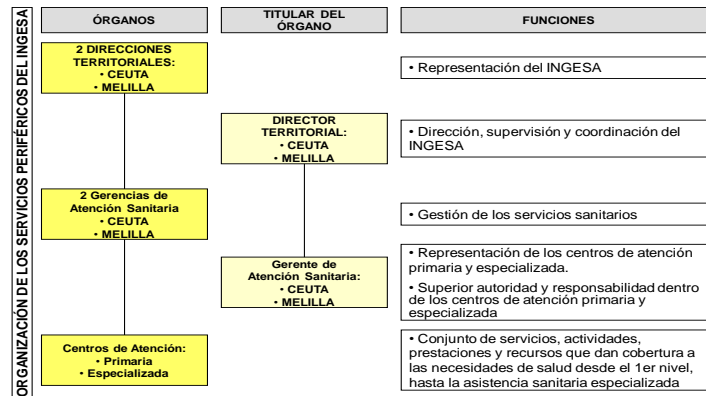 ORGANIZACIÓN DE LOS SERVICIOS PERIFÉRICOS DEL INGESA
ÓRGANOS
TITULAR DEL
ÓRGANO
FUNCIONES
2 DIRECCIONES
TERRITORIALES:
• CEUTA
• MELILLA
• Representación del INGESA
DIRECTOR
TERRITORIAL:
• CEUTA
• MELILLA
• Dirección, supervisión y coordinación del
INGESA
2 Gerencias de
Atención Sanitaria
• CEUTA
• MELILLA
• Gestión de los servicios sanitarios
Gerente de
Atención Sanitaria:
• CEUTA
• MELILLA
• Representación de los centros de atención
primaria y especializada.
• Superior autoridad y responsabilidad dentro
de los centros de atención primaria y
especializada
Centros de Atención:
• Primaria
• Especializada
• Conjunto de servicios, actividades,
prestaciones y recursos que dan cobertura a
las necesidades de salud desde el 1er nivel,
hasta la asistencia sanitaria especializada